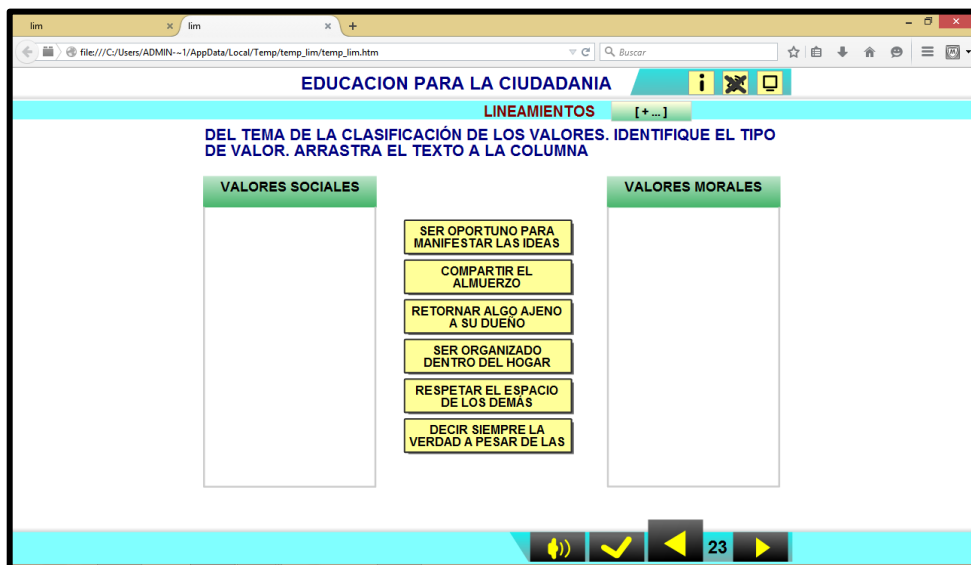 lim
lim
file:///C:/Users/ADMIN-~1/AppData/Local/Temp/temp_lim/temp_lim.htm
Buscar
EDUCACION PARA LA CIUDADANIA
LINEAMIENTOS
[+...]
DEL TEMA DE LA CLASIFICACIÓN DE LOS VALORES. IDENTIFIQUE EL TIPO
DE VALOR. ARRASTRA EL TEXTO A LA COLUMNA
VALORES SOCIALES
VALORES MORALES
SER OPORTUNO PARA
MANIFESTAR LAS IDEAS
COMPARTIR EL
ALMUERZO
RETORNAR ALGO AJENO
A SU DUEÑO
SER ORGANIZADO
DENTRO DEL HOGAR
RESPETAR EL ESPACIO
DE LOS DEMÁS
DECIR SIEMPRE LA
VERDAD A PESAR DE LAS
23